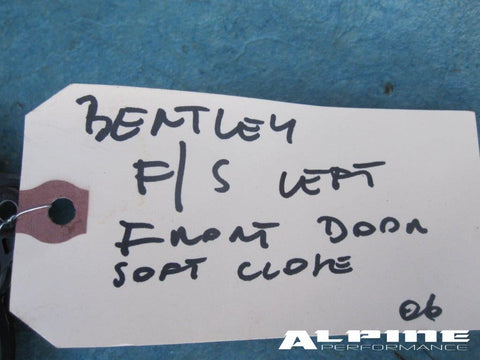 BENTLEY
F/S LEFT
FRONT DOOR
SOFT CLOSE
06
ALPINE
PERFORMANCE